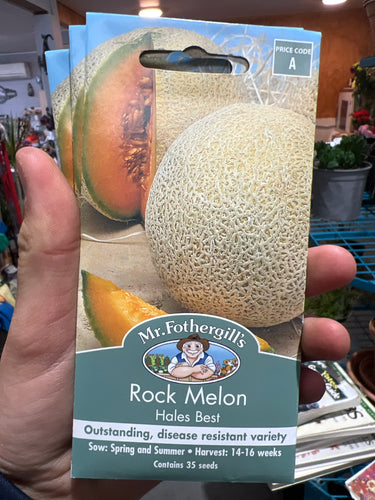 PRICE CODE
A
Mr. Fothergill's
Rock Melon
Hales Best
Outstanding, disease resistant variety
Sow: Spring and Summer • Harvest: 14-16 weeks
Contains 35 seeds